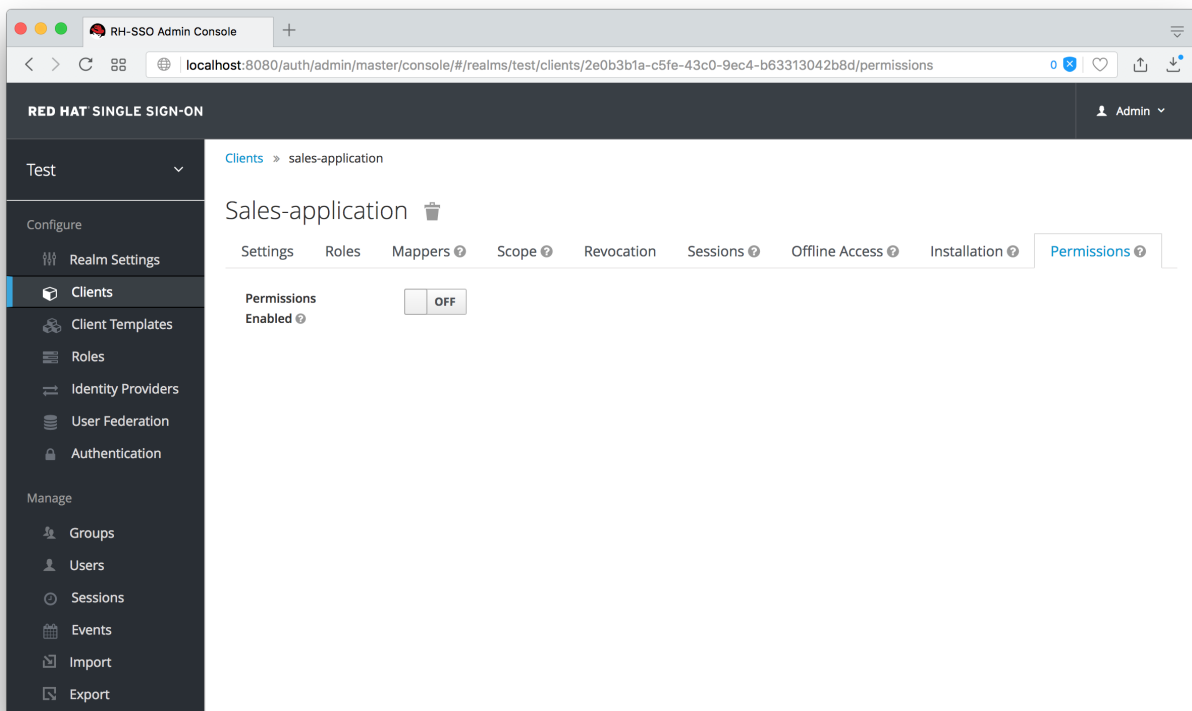 RH-SSO Admin Console
localhost:8080/auth/admin/master/console/#/realms/test/clients/2e0b3b1a-c5fe-43c0-9ec4-b63313042b8d/permissions 0
RED HAT SINGLE SIGN-ON Admin
Test
Clients » sales-application
Sales-application
Configure
Settings Roles Mappers Scope Revocation Sessions Offline Access Installation Permissions
Realm Settings
Clients
Client Templates
Roles
Identity Providers
User Federation
Authentication
Permissions
Enabled
OFF
Manage
Groups
Users
Sessions
Events
Import
Export